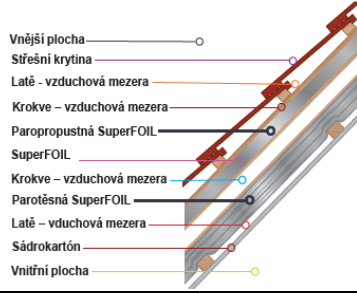 Vnější plocha
Střešní krytina
Latě - vzduchová mezera
Krokve – vzduchová mezera
Paropropustná SuperFOIL
SuperFOIL
Krokve – vzduchová mezera
Parotěsná SuperFOIL
Latě – vduchová mezera
Sádrokartón
Vnitřní plocha